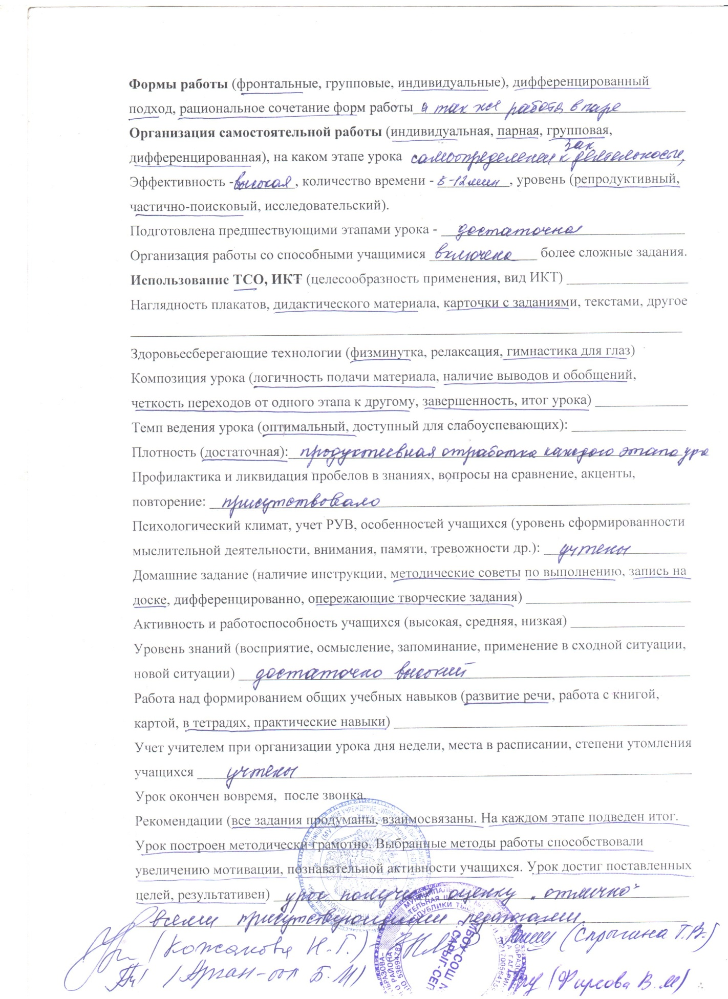 Формы работы (фронтальные, групповые, индивидуальные), дифференцированный
подход, рациональное сочетание форм работы а так же работа в паре
Организация самостоятельной работы (индивидуальная, парная, групповая,
зак
дифференцированная), на каком этапе урока самоопределения к деятельности,
Эффективность - высокая, количество времени - 5-12 мин, уровень (репродуктивный,
частично-поисковый, исследовательский).
Подготовлена предшествующими этапами урока - достаточно
Организация работы со способными учащимися включена более сложные задания.
Использование ТСО, ИКТ (целесообразность применения, вид ИКТ)
Наглядность плакатов, дидактического материала, карточки с заданиями, текстами, другое
Здоровьесберегающие технологии (физминутка, релаксация, гимнастика для глаз)
Композиция урока (логичность подачи материала, наличие выводов и обобщений,
четкость переходов от одного этапа к другому, завершенность, итог урока)
Темп ведения урока (оптимальный, доступный для слабоуспевающих):
Плотность (достаточная): продуктивная отработка каждого этапа
Профилактика и ликвидация пробелов в знаниях, вопросы на сравнение, акценты,
повторение: присутствовало
Психологический климат, учет РУВ, особенностей учащихся (уровень сформированности
мыслительной деятельности, внимания, памяти, тревожности др.): учтены
Домашние задание (наличие инструкции, методические советы по выполнению, запись на
доске, дифференцированно, опережающие творческие задания)
Активность и работоспособность учащихся (высокая, средняя, низкая)
Уровень знаний (восприятие, осмысление, запоминание, применение в сходной ситуации,
новой ситуации) достаточно высокий
Работа над формированием общих учебных навыков (развитие речи, работа с книгой,
картой, в тетрадях, практические навыки)
Учет учителем при организации урока дня недели, места в расписании, степени утомления
учащихся учтены
Урок окончен вовремя, после звонка.
Рекомендации (все задания продуманы, взаимосвязаны. На каждом этапе подведен итог.
Урок построен методически грамотно. Выбранные методы работы способствовали
увеличению мотивации, познавательной активности учащихся. Урок достиг поставленных
целей, результативен) урок получил оценку „отлично"
всеми присутствующими педагогами
(Кожакова Н.Г.) (Спрыгина Т.В.)
Б.М) (Фирсова В.М)